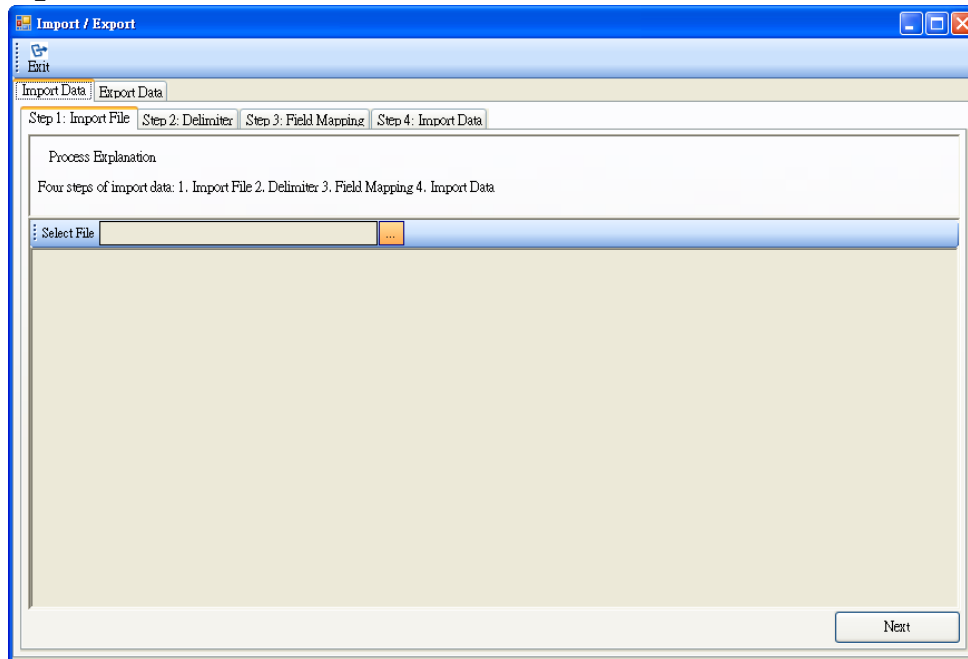 Import / Export
Exit
Import Data Export Data
Step 1: Import File Step 2: Delimiter Step 3: Field Mapping Step 4: Import Data
Process Explanation
Four steps of import data: 1. Import File 2. Delimiter 3. Field Mapping 4. Import Data
Select File ...
Next